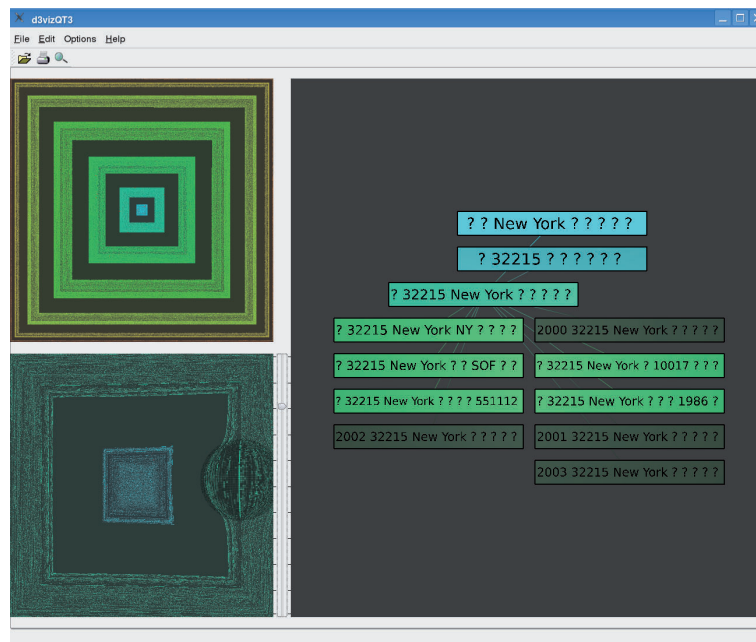 d3vizQT3
File Edit Options Help
? ? New York ? ? ? ? ?
? 32215 ? ? ? ? ? ?
? 32215 New York ? ? ? ? ?
? 32215 New York NY ? ? ? ?
2000 32215 New York ? ? ? ? ?
? 32215 New York ? ? SOF ? ?
? 32215 New York ? 10017 ? ? ?
? 32215 New York ? ? ? ? 551112
? 32215 New York ? ? ? 1986 ?
2002 32215 New York ? ? ? ? ?
2001 32215 New York ? ? ? ? ?
2003 32215 New York ? ? ? ? ?